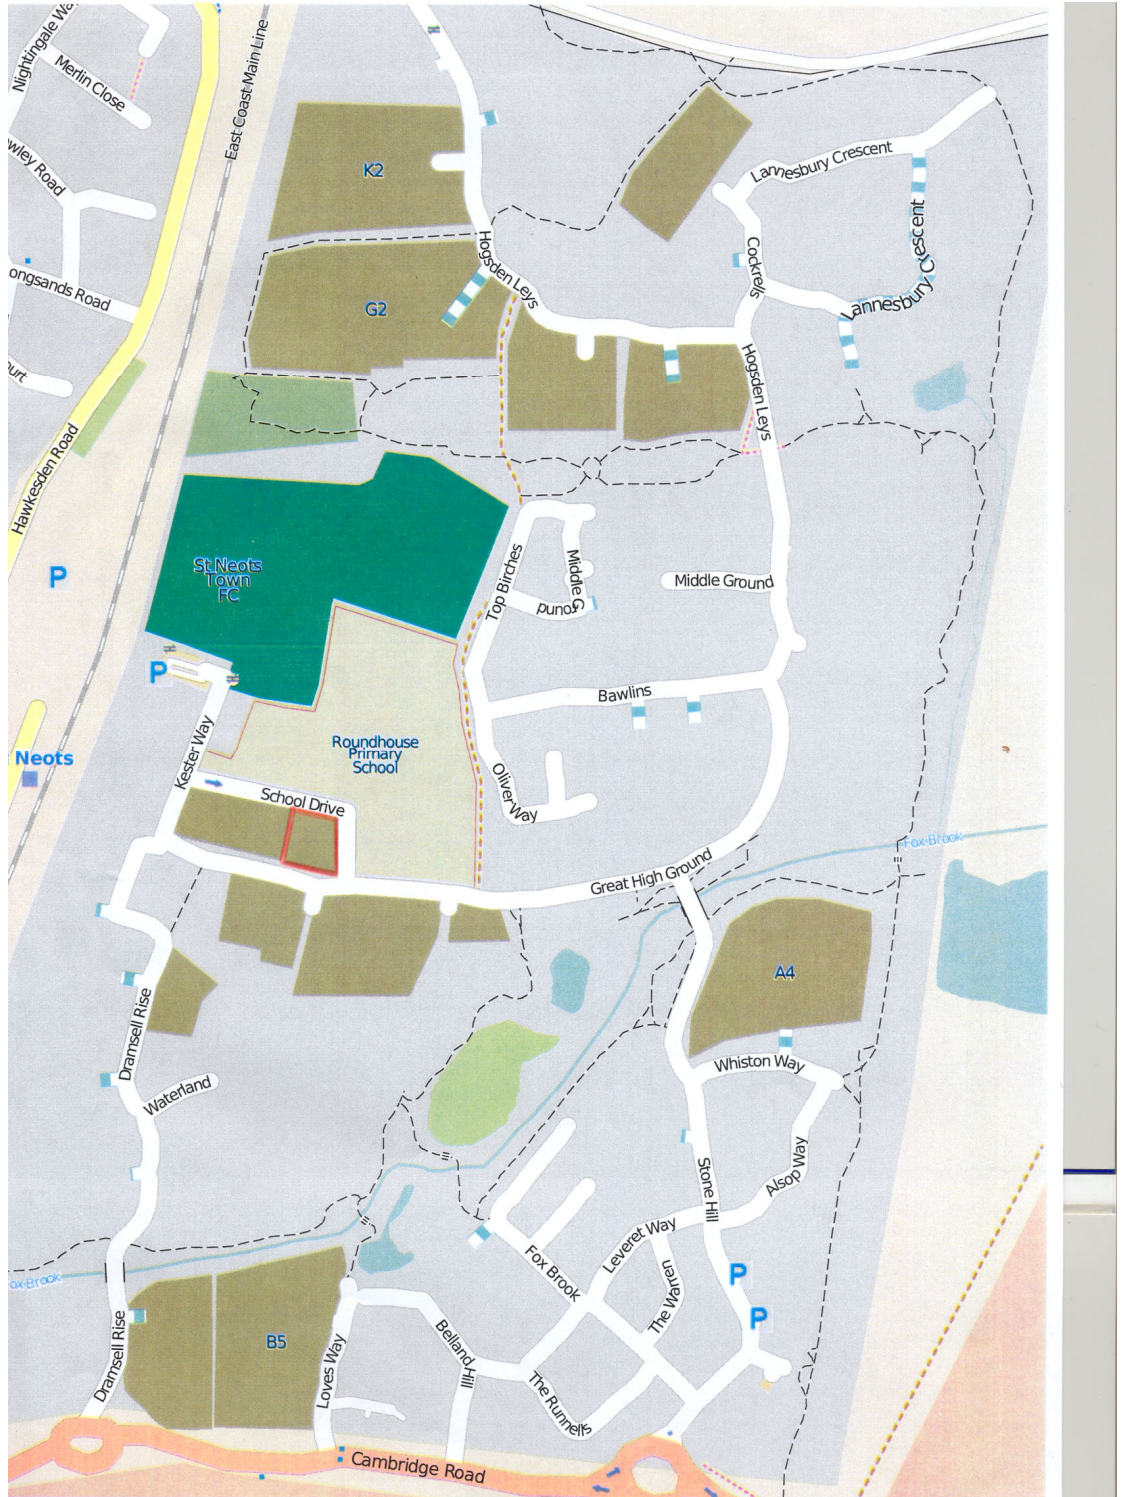 Nightingale Wa
Merlin Close
East Coast Main Line
wley Road
ongsands Road
ourt
Hawkesden Road
K2
Hogsden Leys
G2
Lannesbury Crescent
Lannesbury Crescent
Cockrells
Hogsden Leys
P
St Neots
Town
FC
Top Birches
Middle G
round
Middle Ground
P
Bawlins
Kester Way
Neots
Roundhouse
Primary
School
School Drive
Oliver Way
Great High Ground
Fox Brook
A4
Dramsell Rise
Waterland
Whiston Way
Alsop Way
Stone Hill
Leveret Way
Fox Brook
The Warren
P
P
ox Brook
B5
Dramsell Rise
Loves Way
Belland Hill
The Runnells
Cambridge Road